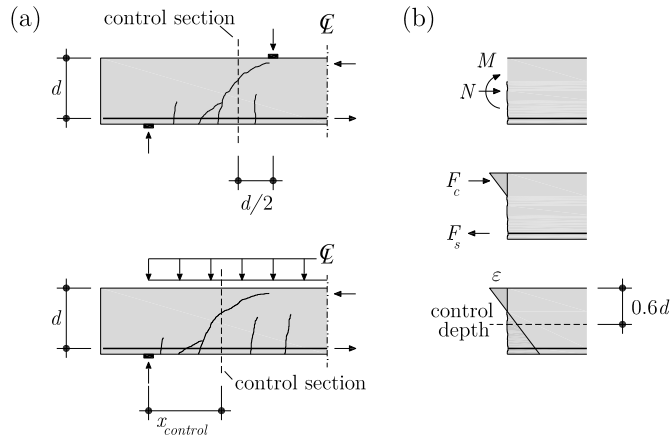 (a)
control section
℄
d
d/2
℄
d
control section
x_control
(b)
M
N
F_c
F_s
ε
control
depth
0.6d